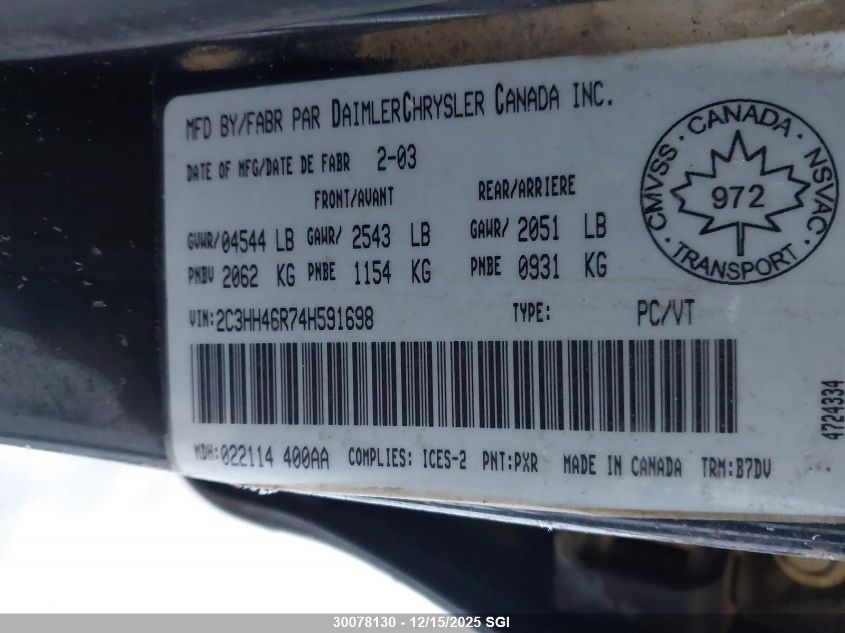 MFD BY/FABR PAR DAIMLERCHRYSLER CANADA INC.
DATE OF MFG/DATE DE FABR 2-03
FRONT/AVANT REAR/ARRIERE
GVWR/04544 LB GAWR/ 2543 LB GAWR/ 2051 LB
PNBV 2062 KG PNBE 1154 KG PNBE 0931 KG
VIN:2C3HH46R74H591698 TYPE: PC/VT
MDH:022114 400AA COMPLIES: ICES-2 PNT:PXR MADE IN CANADA TRM:B7DV
CMVSS · CANADA · NSVAC · TRANSPORT ·
972
4724334
30078130 - 12/15/2025 SGI